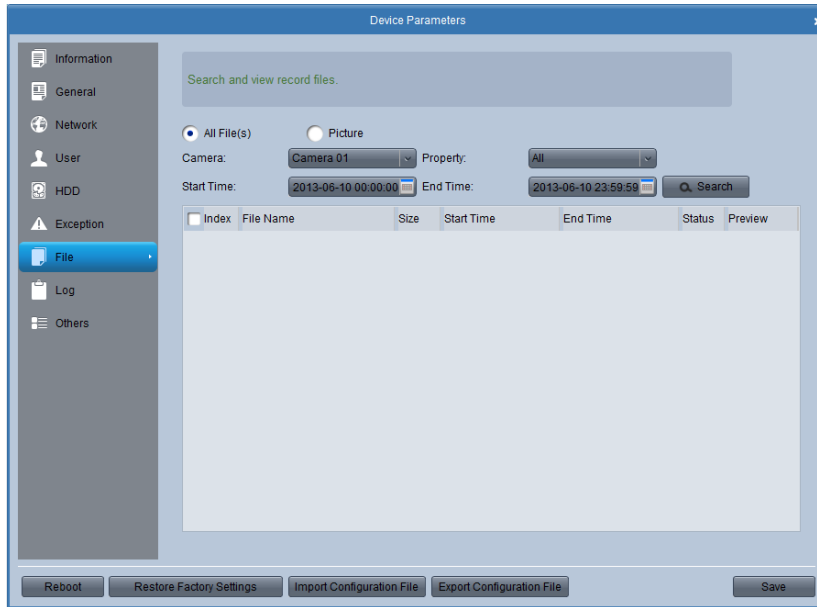 Device Parameters
Information
General
Network
User
HDD
Exception
File
Log
Others
Search and view record files.
All File(s) Picture
Camera: Camera 01 Property: All
Start Time: 2013-06-10 00:00:00 End Time: 2013-06-10 23:59:59 Search
Index File Name Size Start Time End Time Status Preview
Reboot Restore Factory Settings Import Configuration File Export Configuration File Save